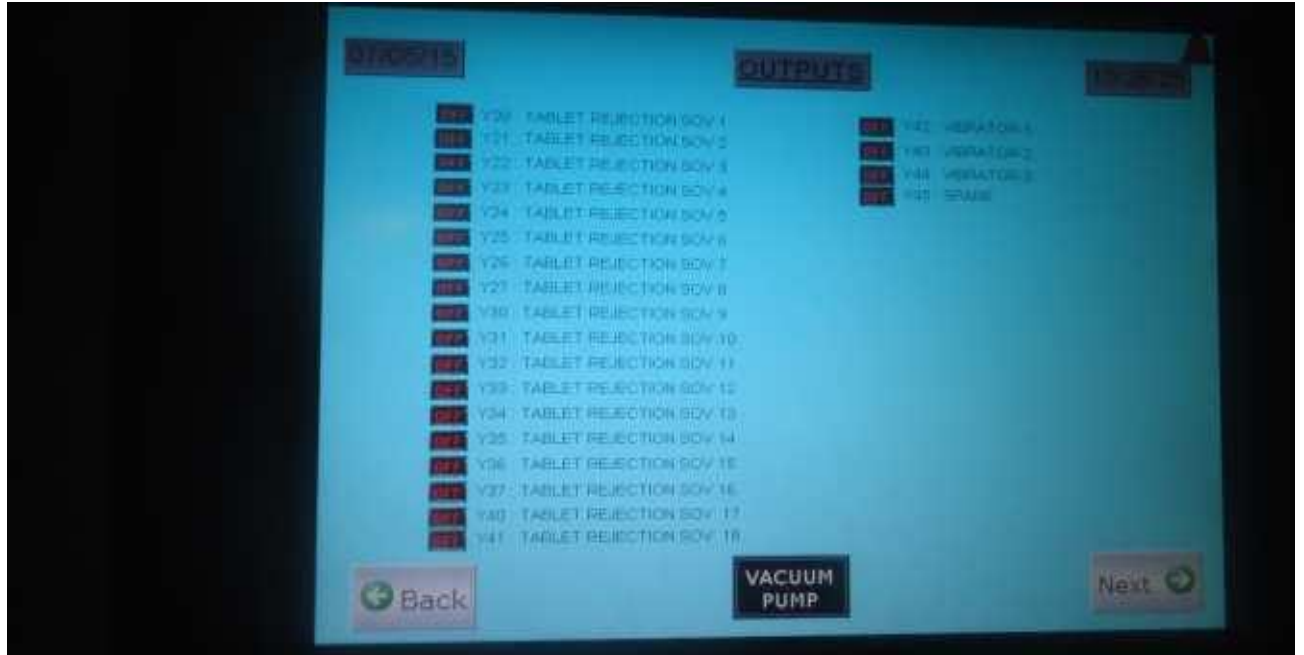 07/05/15
OUTPUTS
OFF Y20 TABLET REJECTION SOV 1
OFF Y21 TABLET REJECTION SOV 2
OFF Y22 TABLET REJECTION SOV 3
OFF Y23 TABLET REJECTION SOV 4
OFF Y24 TABLET REJECTION SOV 5
OFF Y25 TABLET REJECTION SOV 6
OFF Y26 TABLET REJECTION SOV 7
OFF Y27 TABLET REJECTION SOV 8
OFF Y30 TABLET REJECTION SOV 9
OFF Y31 TABLET REJECTION SOV 10
OFF Y32 TABLET REJECTION SOV 11
OFF Y33 TABLET REJECTION SOV 12
OFF Y34 TABLET REJECTION SOV 13
OFF Y35 TABLET REJECTION SOV 14
OFF Y36 TABLET REJECTION SOV 15
OFF Y37 TABLET REJECTION SOV 16
OFF Y40 TABLET REJECTION SOV 17
OFF Y41 TABLET REJECTION SOV 18
OFF Y42 VIBRATOR-1
OFF Y43 VIBRATOR-2
OFF Y44 VIBRATOR-3
OFF Y45 SPARE
Back
VACUUM
PUMP
Next